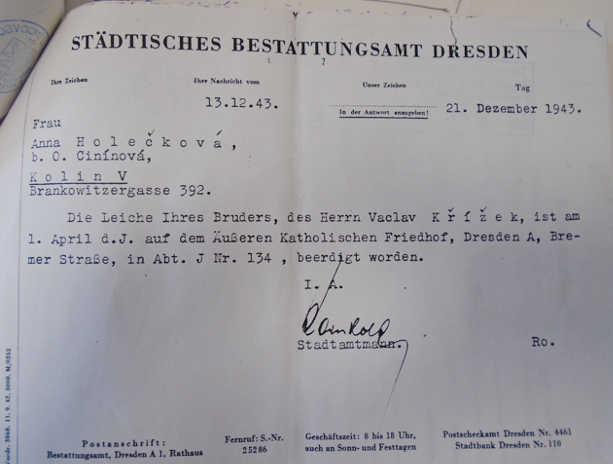 STÄDTISCHES BESTATTUNGSAMT DRESDEN
Ihre Zeichen Ihre Nachricht vom Unser Zeichen Tag
13.12.43. In der Antwort anzugeben! 21. Dezember 1943.
Frau
Anna H o l e č k o v á ,
b. O. Cinínová,
K o l i n V
Brankowitzergasse 392.
Die Leiche Ihres Bruders, des Herrn Vaclav K ř í ž e k, ist am
1. April d.J. auf dem Äußeren Katholischen Friedhof, Dresden A, Bre-
mer Straße, in Abt. J Nr. 134 , beerdigt worden.
I. A.
Stadtamtmann.
Ro.
Postanschrift:
Bestattungsamt, Dresden A 1, Rathaus
Fernruf: S.-Nr.
25286
Geschäftszeit: 8 bis 18 Uhr,
auch an Sonn- und Festtagen
Postscheckamt Dresden Nr. 4461
Stadtbank Dresden Nr. 110